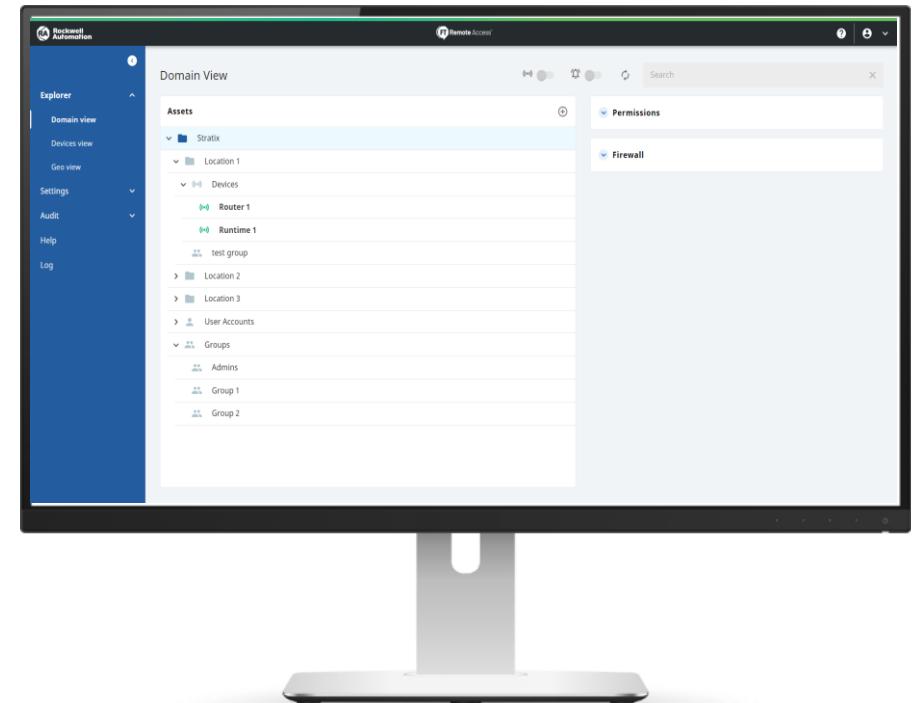 Rockwell
Automation
FT Remote Access
Domain View
Search
Explorer
Domain view
Devices view
Geo view
Settings
Audit
Help
Log
Assets
Stratix
Location 1
Devices
Router 1
Runtime 1
test group
Location 2
Location 3
User Accounts
Groups
Admins
Group 1
Group 2
Permissions
Firewall